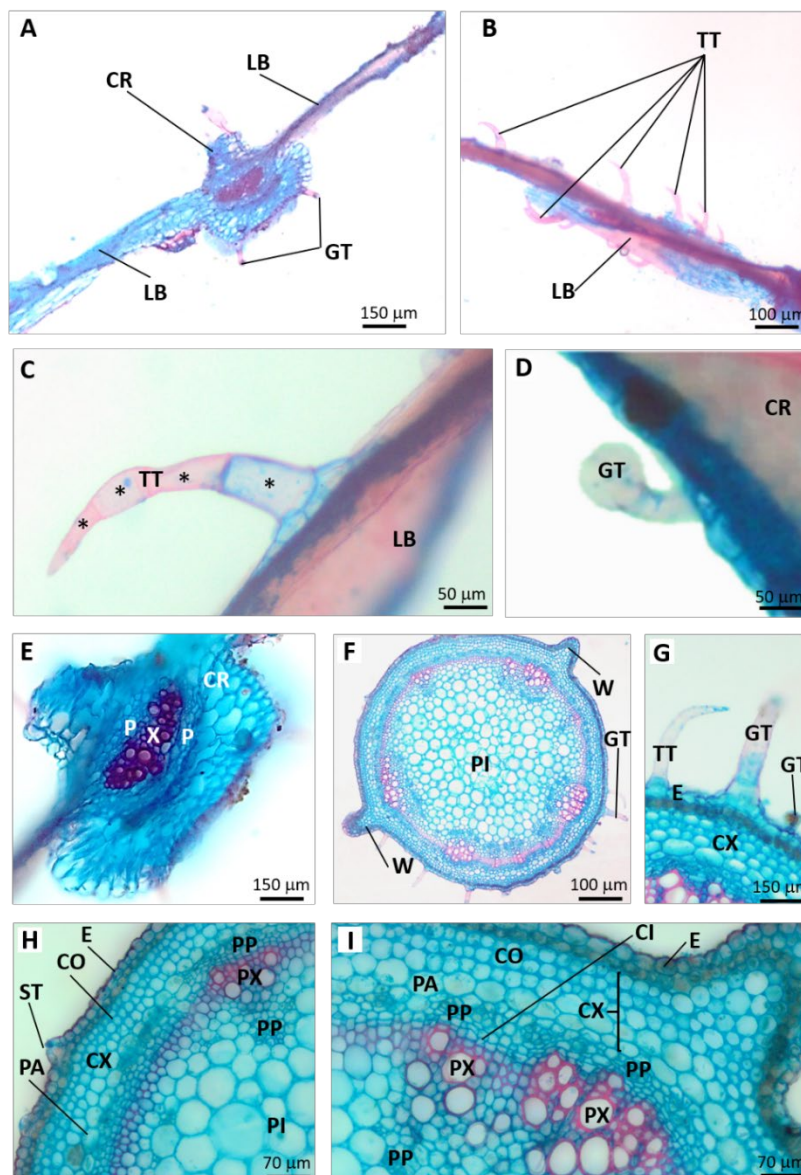 A
CR
LB
LB
GT
150 µm
B
TT
LB
100 µm
C
*
*
TT
*
*
LB
50 µm
D
GT
CR
50 µm
E
CR
P
X
P
150 µm
F
W
GT
PI
W
100 µm
G
TT
GT
GT
E
CX
150 µm
H
E
CO
ST
PA
CX
PP
PX
PP
PI
70 µm
I
CI
E
CO
PA
PP
CX
PX
PP
PX
PP
70 µm